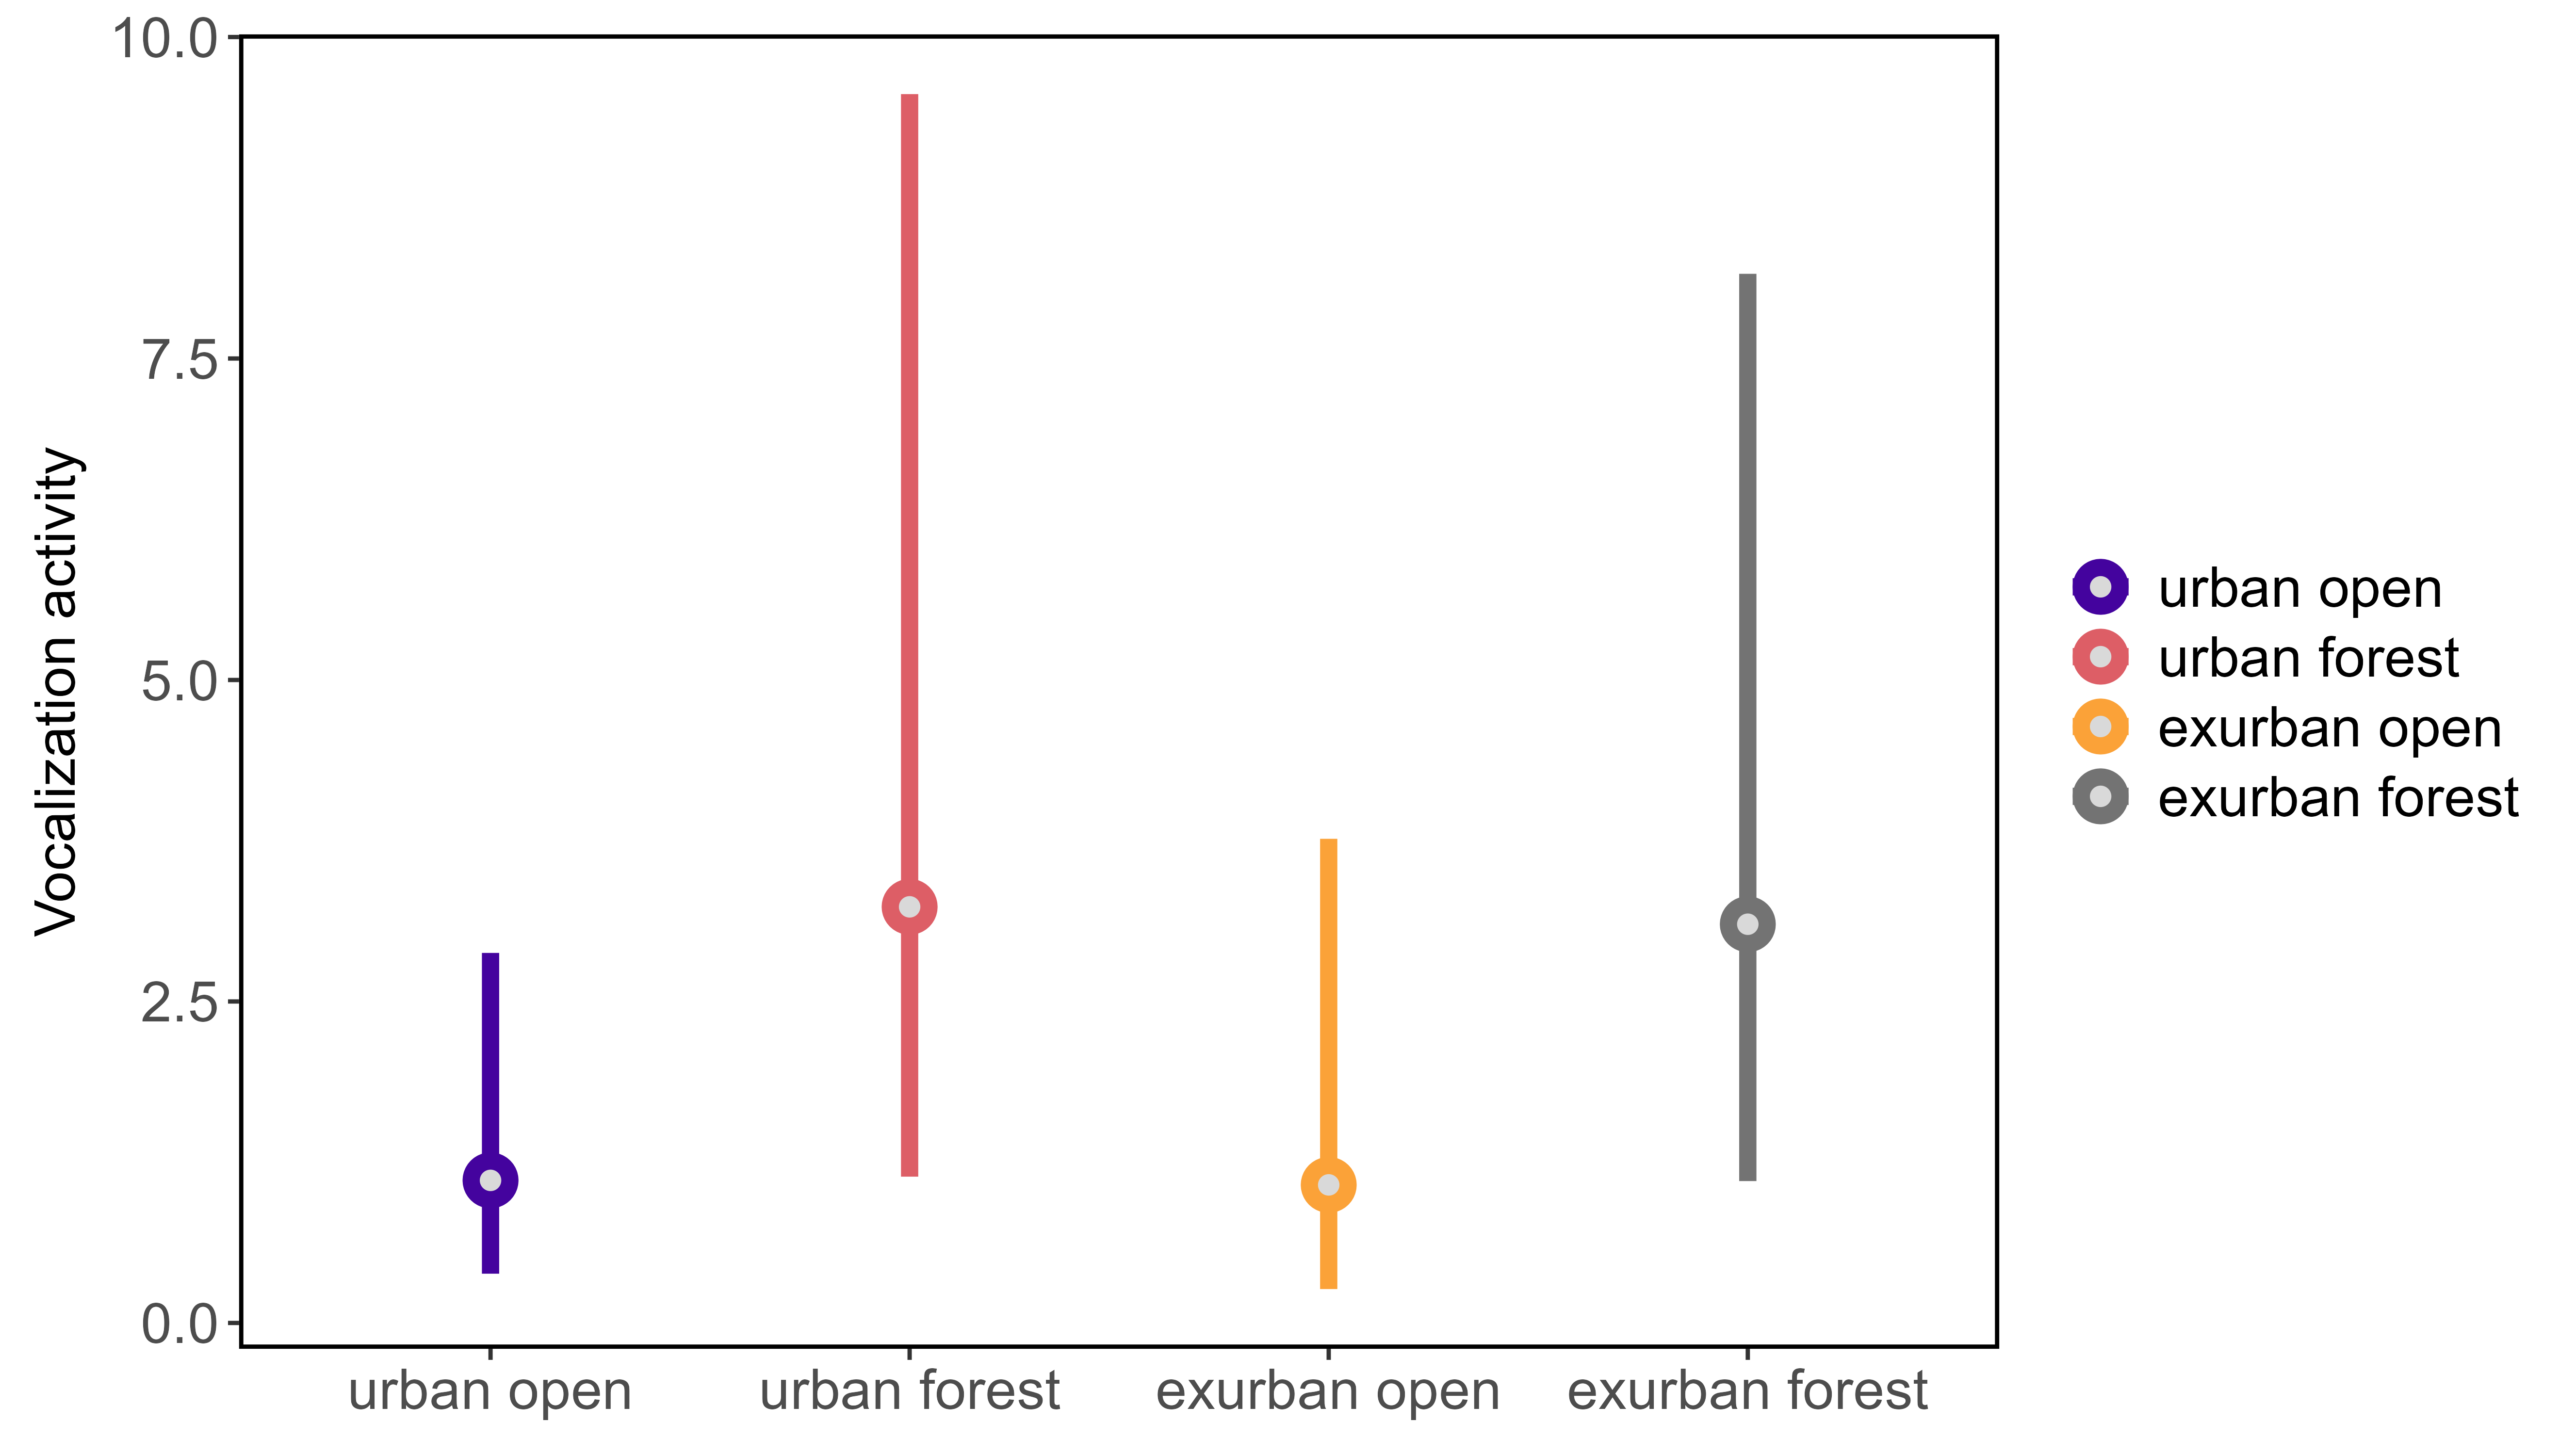 Vocalization activity
10.0
7.5
5.0
2.5
0.0
urban open
urban forest
exurban open
exurban forest
urban open
urban forest
exurban open
exurban forest